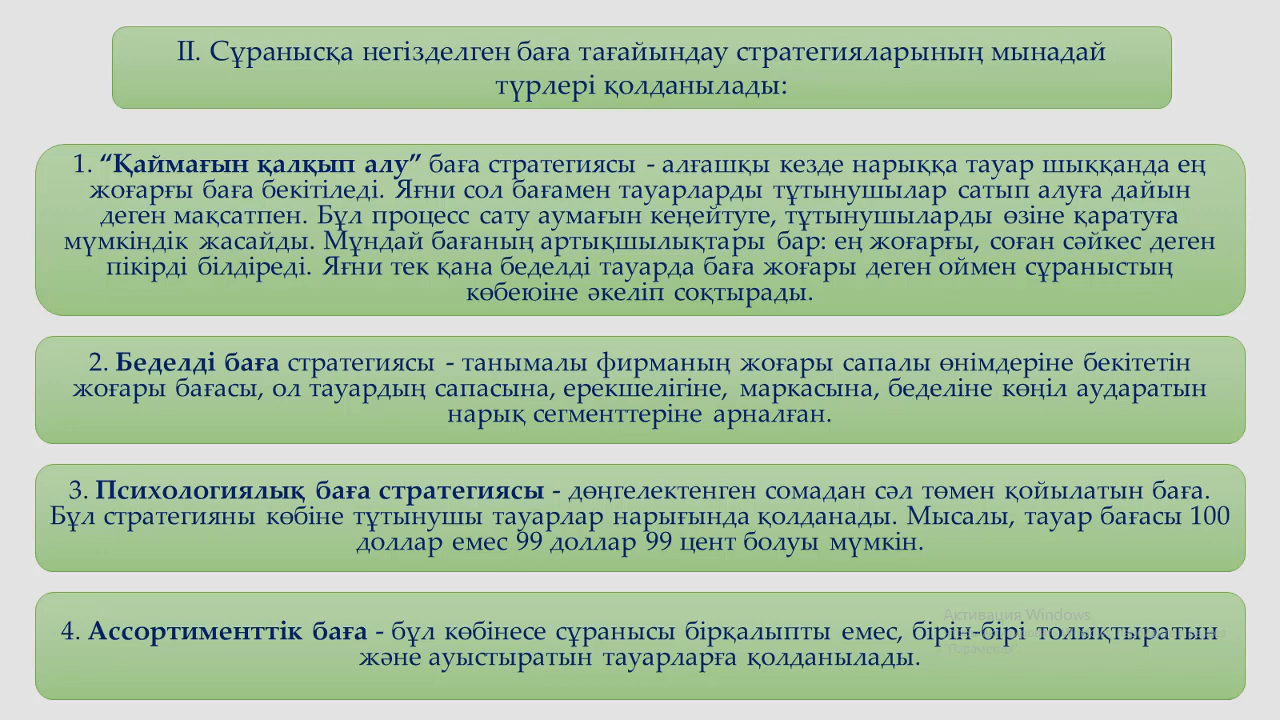 II. Сұранысқа негізделген баға тағайындау стратегияларының мынадай
түрлері қолданылады:
1. “Қаймағын қалқып алу” баға стратегиясы - алғашқы кезде нарыққа тауар шыққанда ең
жоғарғы баға бекітіледі. Яғни сол бағамен тауарларды тұтынушылар сатып алуға дайын
деген мақсатпен. Бұл процесс сату аумағын кеңейтуге, тұтынушыларды өзіне қаратуға
мүмкіндік жасайды. Мұндай бағаның артықшылықтары бар: ең жоғарғы, соған сәйкес деген
пікірді білдіреді. Яғни тек қана беделді тауарда баға жоғары деген оймен сұраныстың
көбеюіне әкеліп соқтырады.
2. Беделді баға стратегиясы - танымалы фирманың жоғары сапалы өнімдеріне бекітетін
жоғары бағасы, ол тауардың сапасына, ерекшелігіне, маркасына, беделіне көңіл аударатын
нарық сегменттеріне арналған.
3. Психологиялық баға стратегиясы - дөңгелектенген сомадан сәл төмен қойылатын баға.
Бұл стратегияны көбіне тұтынушы тауарлар нарығында қолданады. Мысалы, тауар бағасы 100
доллар емес 99 доллар 99 цент болуы мүмкін.
Активация Windows
4. Ассортименттік баға - бұл көбінесе сұранысы бірқалыпты емес, бірін-бірі толықтыратын
және ауыстыратын тауарларға қолданылады.